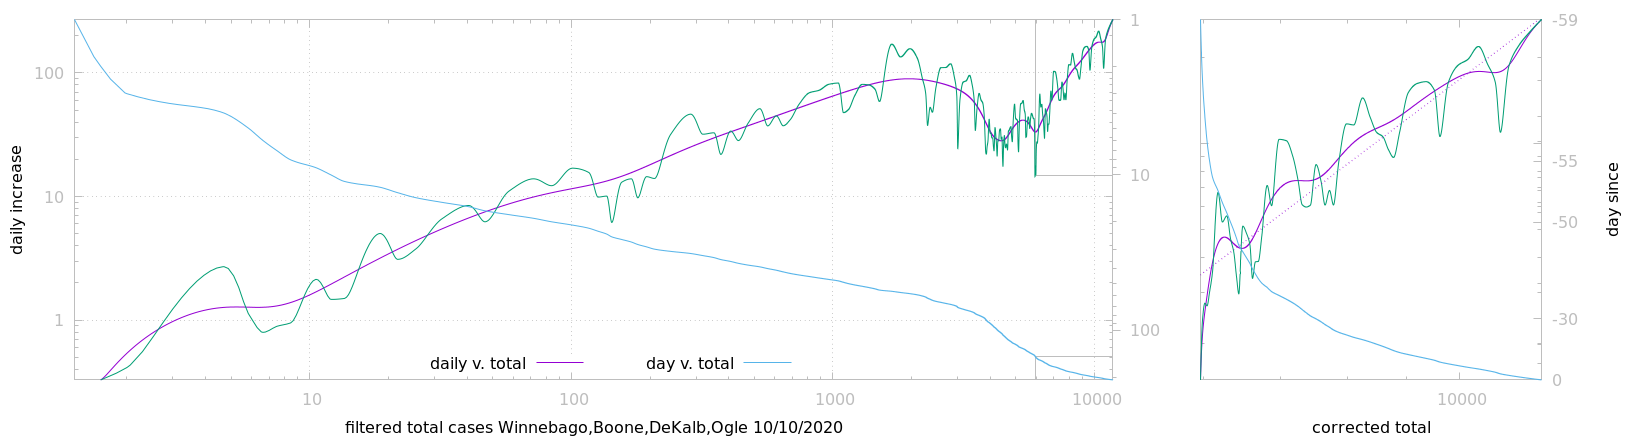 daily increase
100
10
1
10
100
1000
10000
filtered total cases Winnebago,Boone,DeKalb,Ogle 10/10/2020
daily v. total
day v. total
1
10
100
10000
corrected total
-59
-55
-50
-30
0
day since